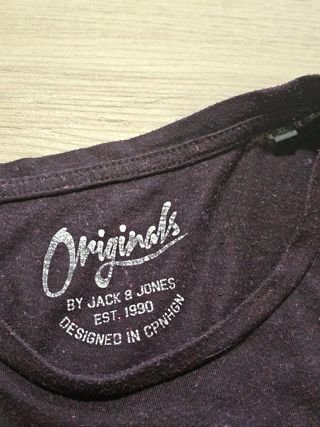 Originals
BY JACK & JONES
EST. 1990
DESIGNED IN CPNHGN